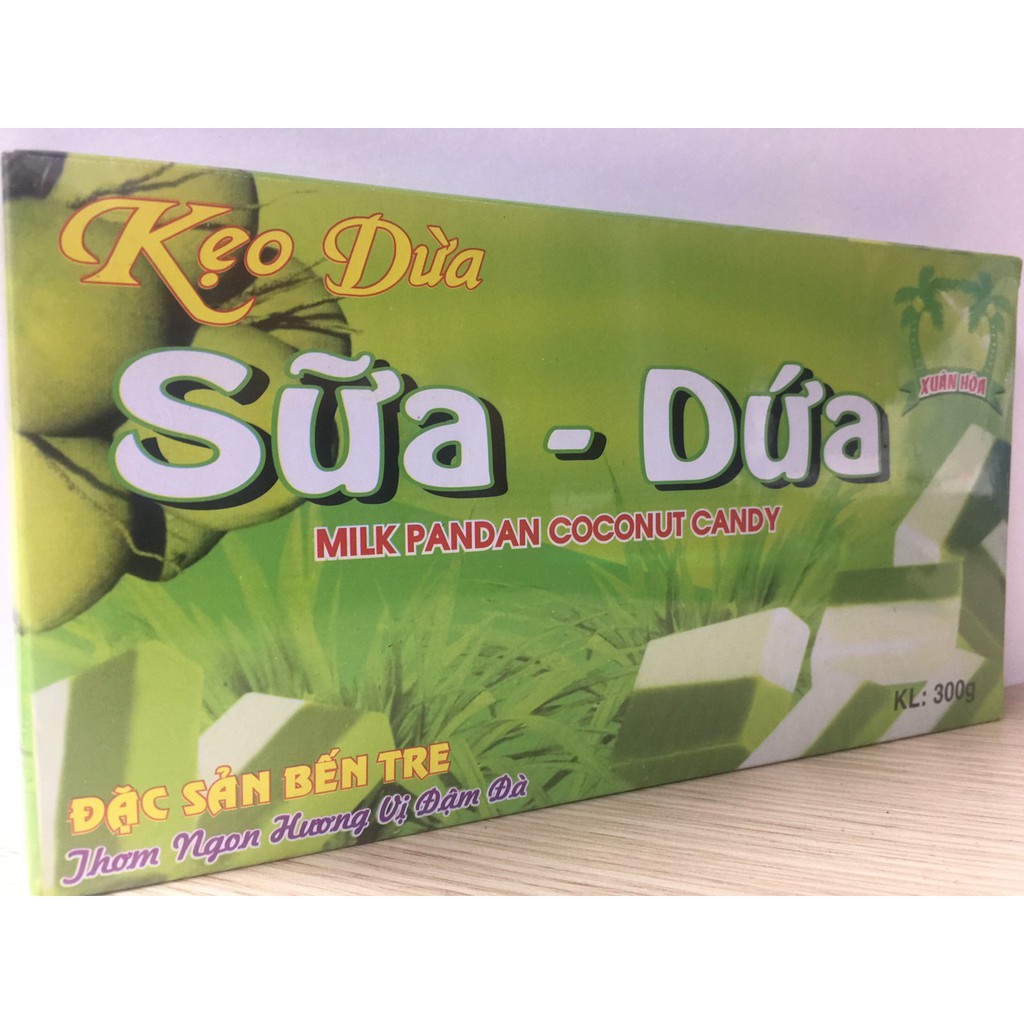 Kẹo Dừa
XUÂN HÒA
Sữa - Dứa
MILK PANDAN COCONUT CANDY
KL: 300g
ĐẶC SẢN BẾN TRE
Thơm Ngon Hương Vị Đậm Đà